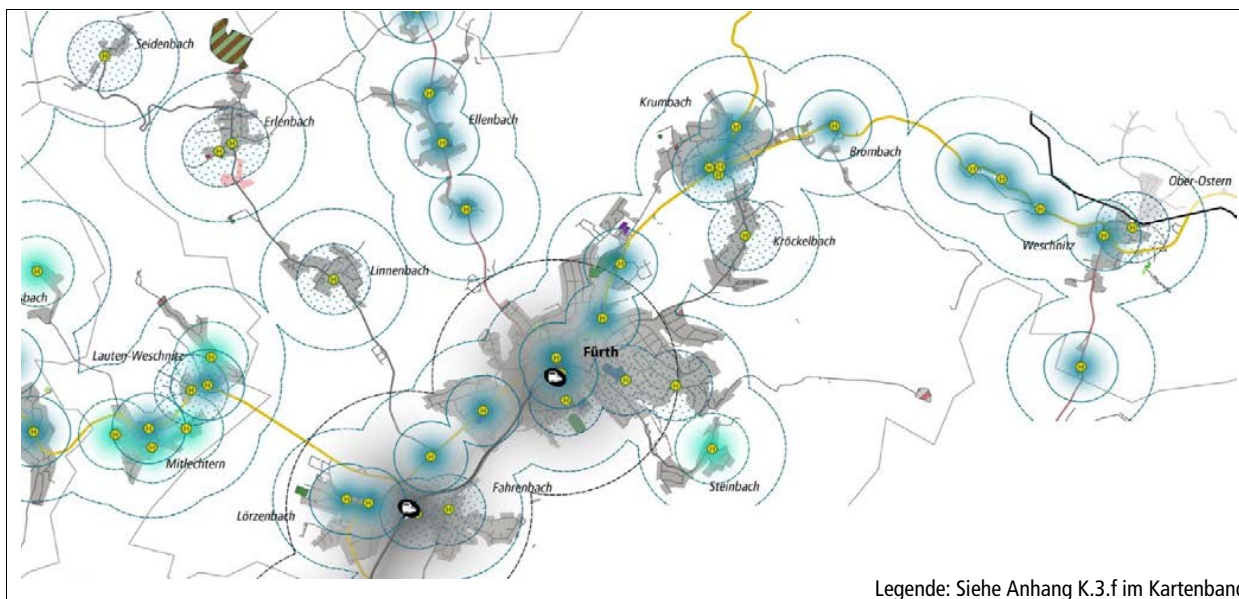 Seidenbach
Erlenbach
Ellenbach
Krumbach
Brombach
Ober-Ostern
Weschnitz
Kröckelbach
Linnenbach
bach
Lauten-Weschnitz
Fürth
Mitlechtern
Steinbach
Fahrenbach
Lörzenbach
Legende: Siehe Anhang K.3.f im Kartenband